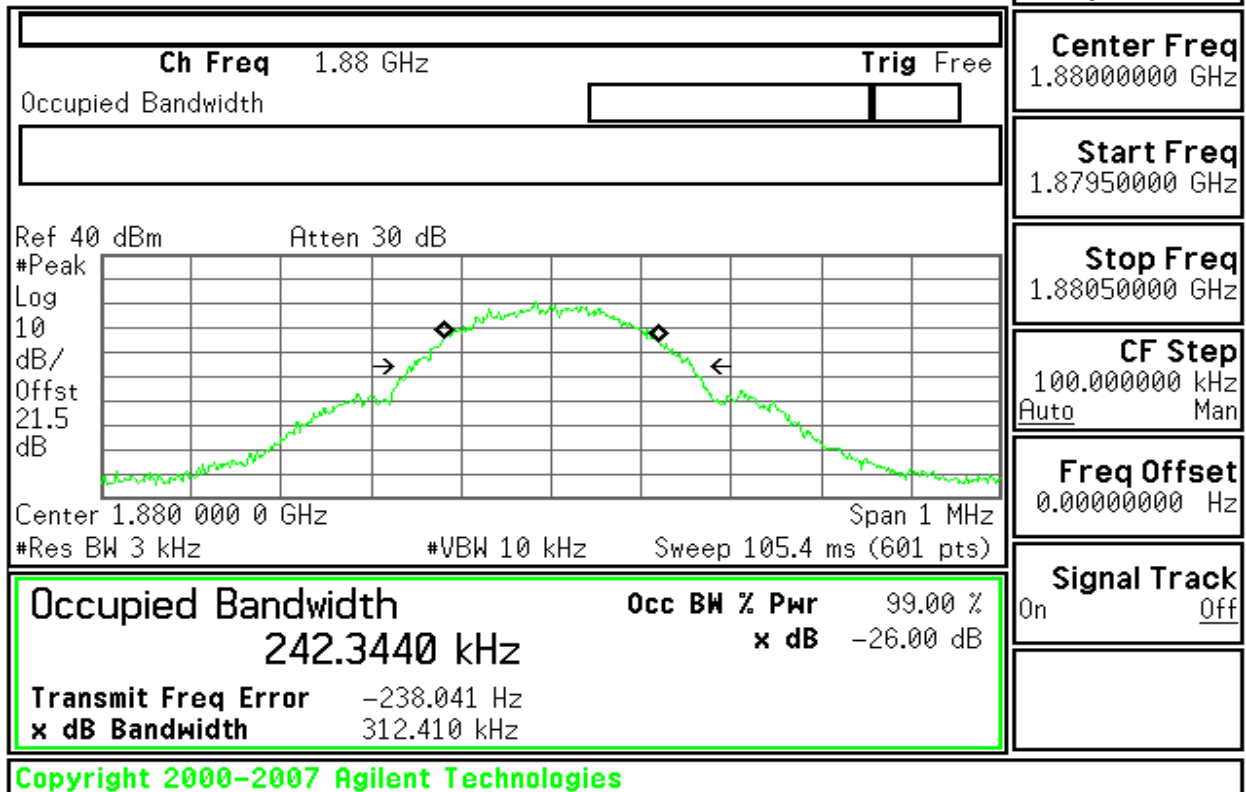 Ch Freq 1.88 GHz Trig Free
Occupied Bandwidth
Ref 40 dBm Atten 30 dB
#Peak
Log
10
dB/
Offst
21.5
dB
Center 1.880 000 0 GHz Span 1 MHz
#Res BW 3 kHz #VBW 10 kHz Sweep 105.4 ms (601 pts)
Occupied Bandwidth
242.3440 kHz
Occ BW % Pwr 99.00 %
x dB -26.00 dB
Transmit Freq Error -238.041 Hz
x dB Bandwidth 312.410 kHz
Copyright 2000-2007 Agilent Technologies
Center Freq
1.88000000 GHz
Start Freq
1.87950000 GHz
Stop Freq
1.88050000 GHz
CF Step
100.000000 kHz
Auto Man
Freq Offset
0.00000000 Hz
Signal Track
On Off